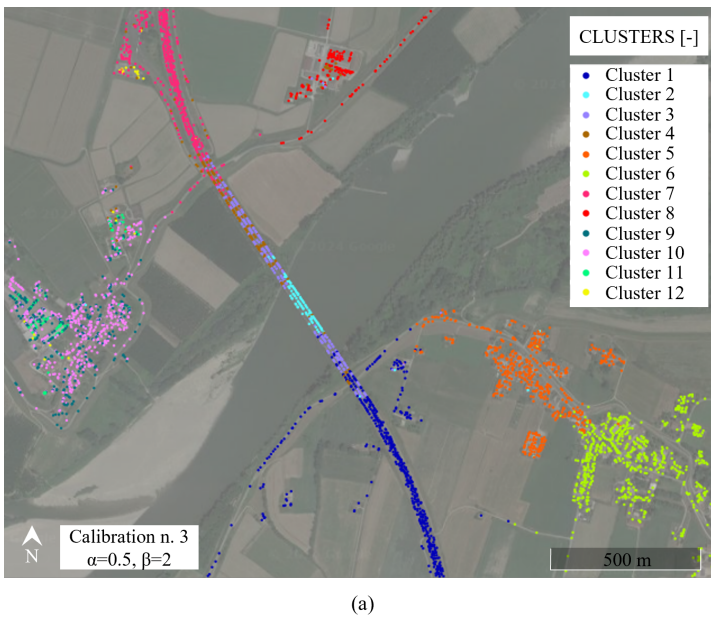 CLUSTERS [-]
Cluster 1
Cluster 2
Cluster 3
Cluster 4
Cluster 5
Cluster 6
Cluster 7
Cluster 8
Cluster 9
Cluster 10
Cluster 11
Cluster 12
N
Calibration n. 3
α=0.5, β=2
500 m
(a)